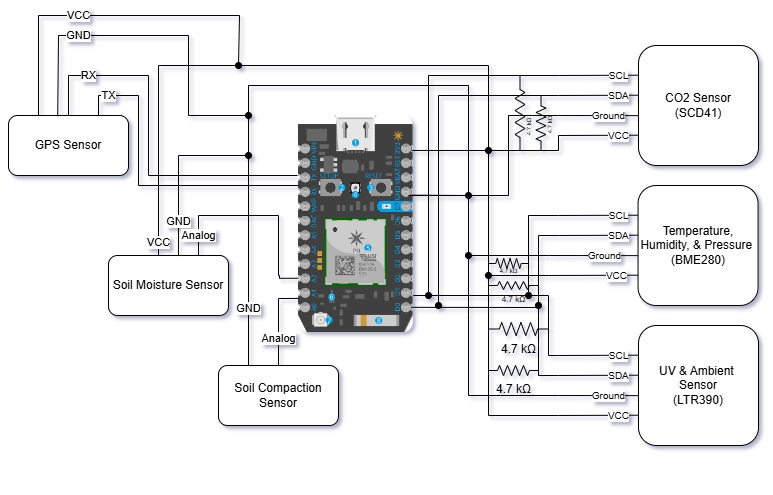 VCC
GND
RX
TX
GPS Sensor
GND
VCC
Analog
Soil Moisture Sensor
GND
Analog
Soil Compaction
Sensor
RESET
SCL
SDA
Ground
VCC
CO2 Sensor
(SCD41)
4.7 kΩ
4.7 kΩ
SCL
SDA
Ground
VCC
Temperature,
Humidity, & Pressure
(BME280)
4.7 kΩ
4.7 kΩ
4.7 kΩ
4.7 kΩ
SCL
SDA
Ground
VCC
UV & Ambient
Sensor
(LTR390)